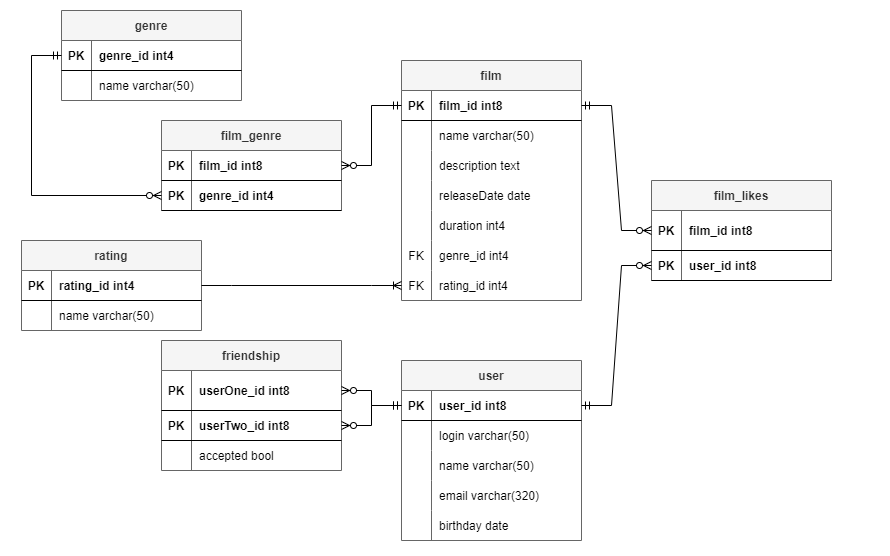 genre
PK genre_id int4
name varchar(50)
film_genre
PK film_id int8
PK genre_id int4
film
PK film_id int8
name varchar(50)
description text
releaseDate date
duration int4
FK genre_id int4
FK rating_id int4
film_likes
PK film_id int8
PK user_id int8
rating
PK rating_id int4
name varchar(50)
friendship
PK userOne_id int8
PK userTwo_id int8
accepted bool
user
PK user_id int8
login varchar(50)
name varchar(50)
email varchar(320)
birthday date